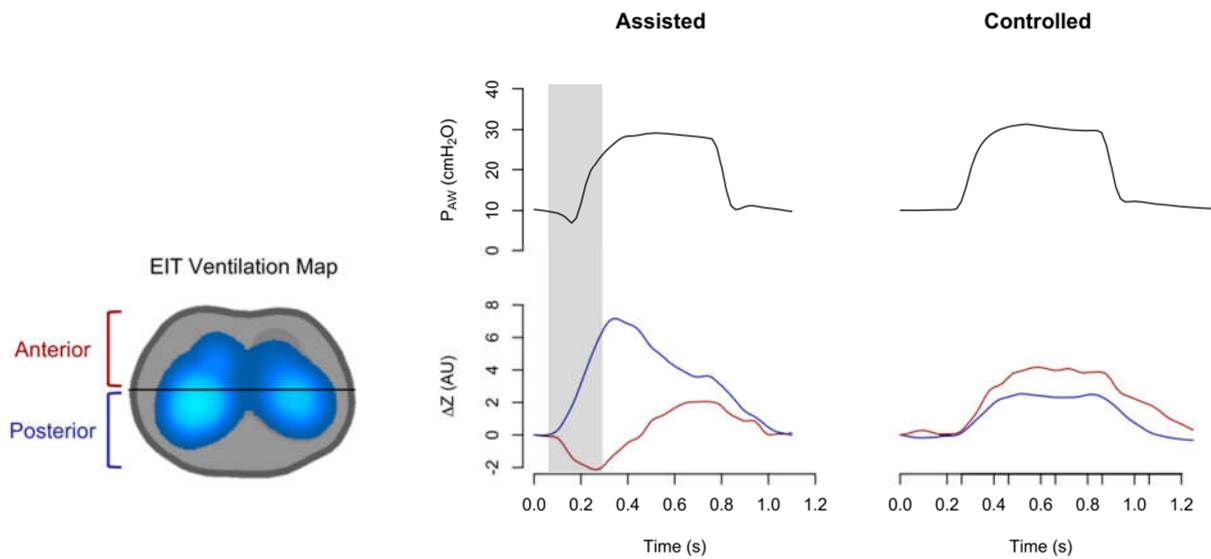 Assisted
Controlled
EIT Ventilation Map
Anterior
Posterior
P_AW (cmH₂O)
40
30
20
10
0
ΔZ (AU)
8
6
4
2
0
-2
0.0 0.2 0.4 0.6 0.8 1.0 1.2
0.0 0.2 0.4 0.6 0.8 1.0 1.2
Time (s)
Time (s)